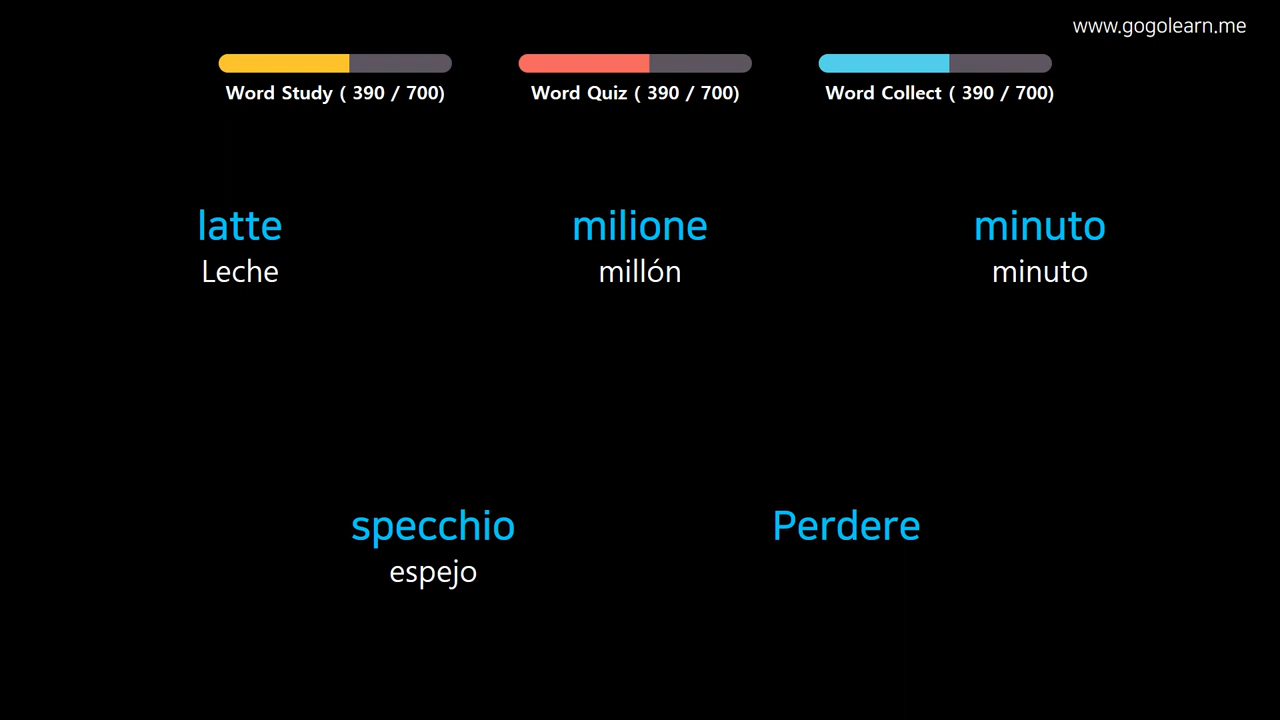 www.gogolearn.me
Word Study ( 390 / 700)
Word Quiz ( 390 / 700)
Word Collect ( 390 / 700)
latte
Leche
milione
millón
minuto
minuto
specchio
espejo
Perdere